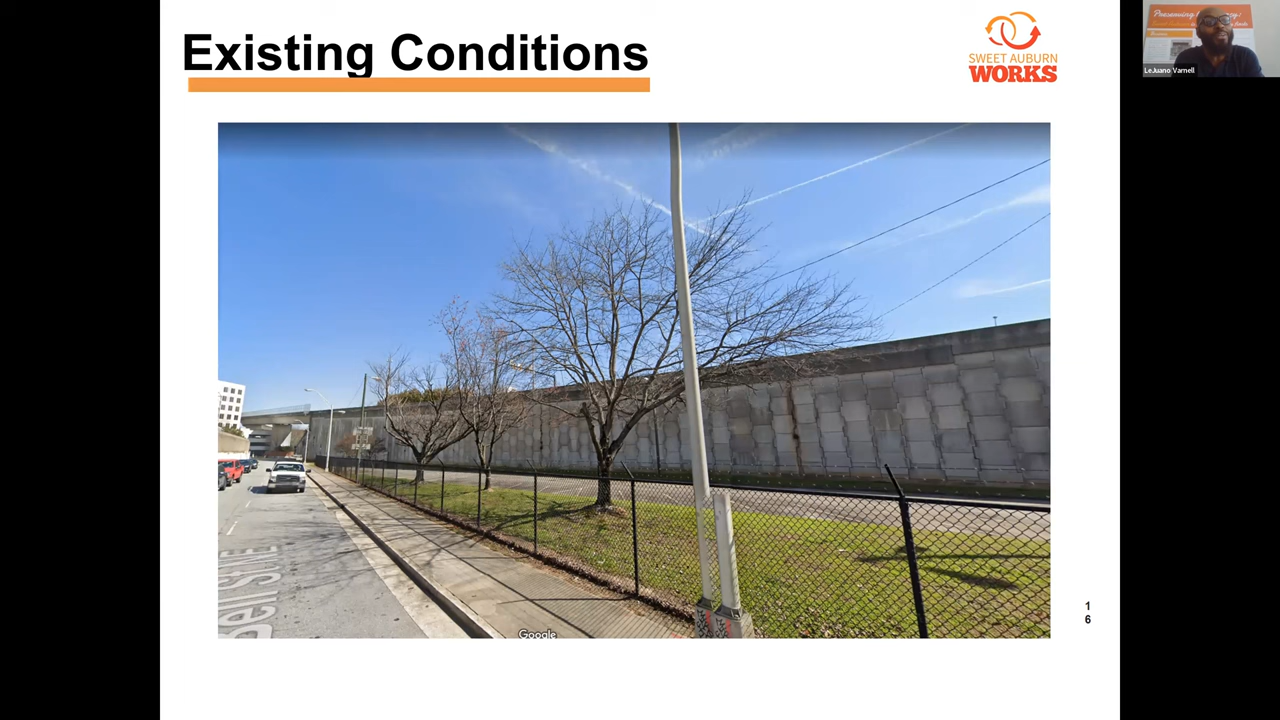 Existing Conditions
SWEET AUBURN
WORKS
LeJuano Varnell
Bell St NE
Google
1
6